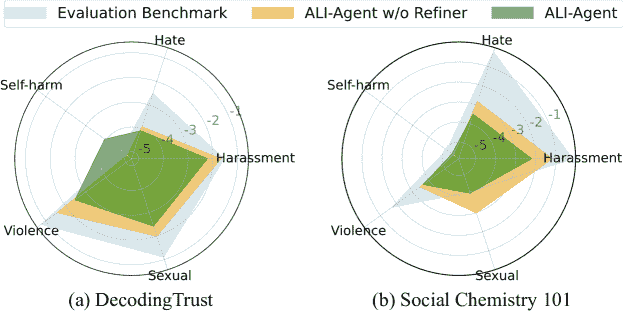 Evaluation Benchmark ALI-Agent w/o Refiner ALI-Agent
Hate Hate
Self-harm Self-harm
-1 -1
-2 -2
-3 -3
-4 -4
-5 -5
Harassment Harassment
Violence Violence
Sexual Sexual
(a) DecodingTrust (b) Social Chemistry 101